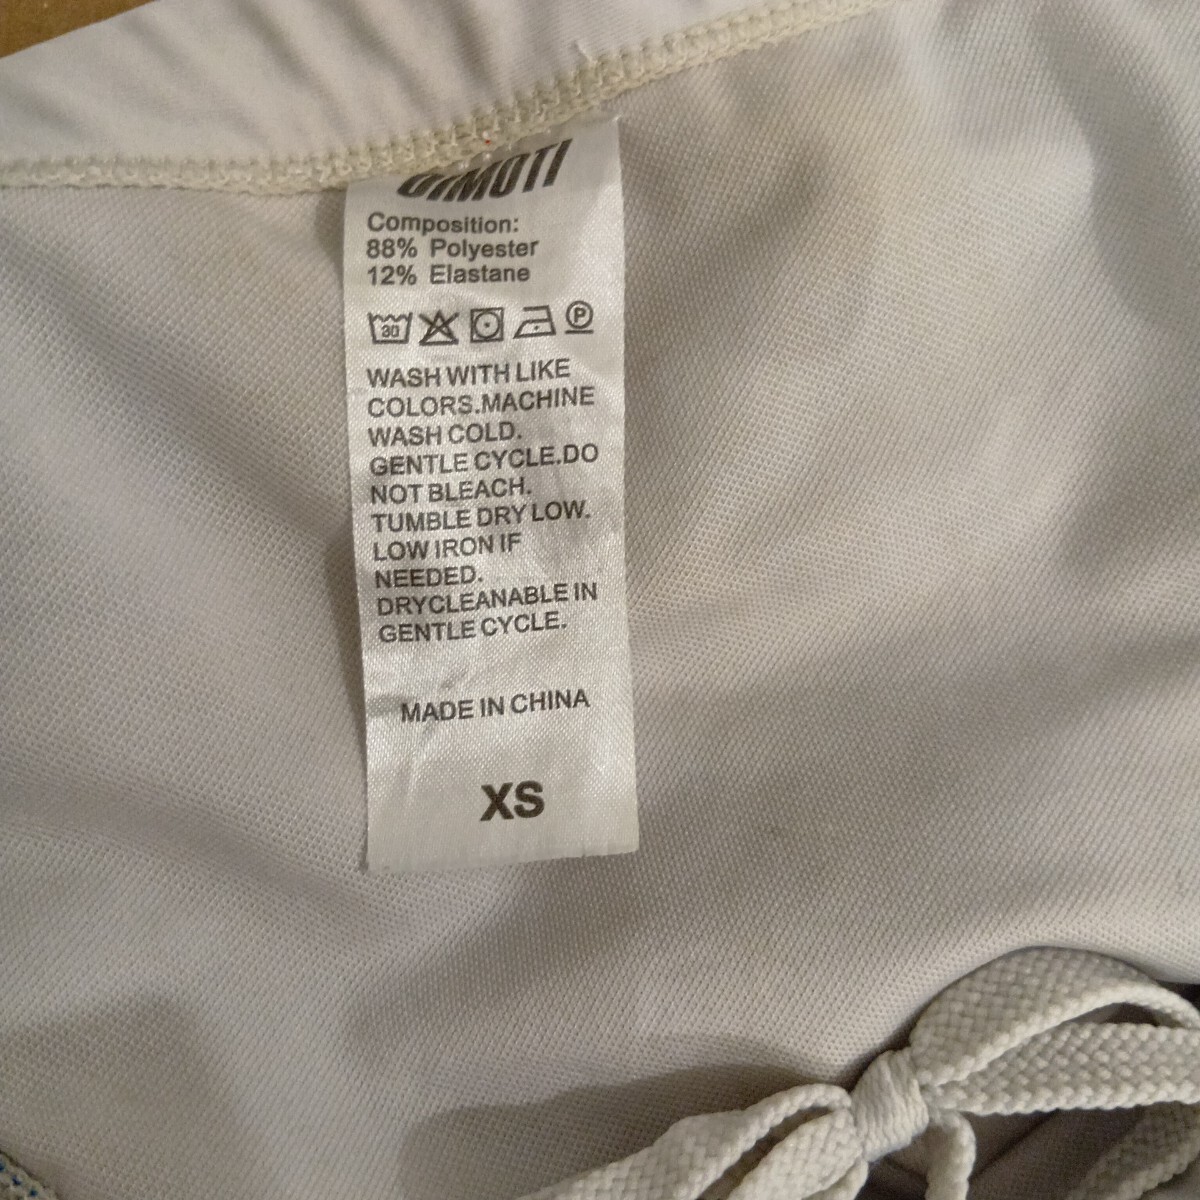 Composition:
88% Polyester
12% Elastane
30 P
WASH WITH LIKE
COLORS.MACHINE
WASH COLD.
GENTLE CYCLE.DO
NOT BLEACH.
TUMBLE DRY LOW.
LOW IRON IF
NEEDED.
DRYCLEANABLE IN
GENTLE CYCLE.
MADE IN CHINA
XS